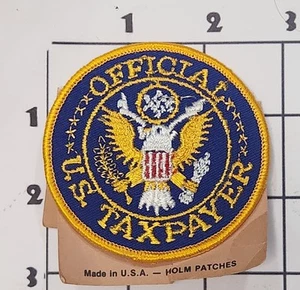 1
2
3
1
2
3
OFFICIAL
U.S. TAXPAYER
Made in U.S.A. — HOLM PATCHES